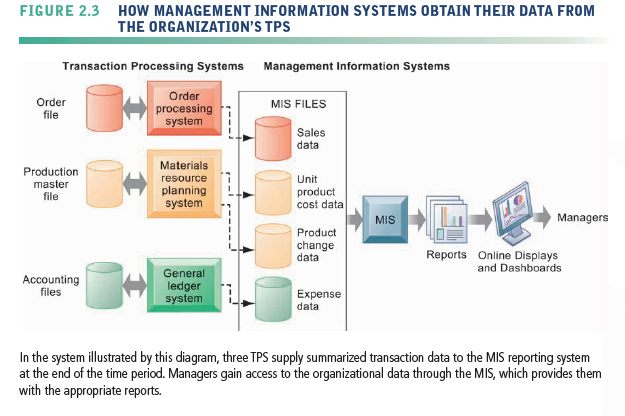 FIGURE 2.3 HOW MANAGEMENT INFORMATION SYSTEMS OBTAIN THEIR DATA FROM
THE ORGANIZATION'S TPS
Transaction Processing Systems Management Information Systems
Order
file
Order
processing
system
MIS FILES
Sales
data
Production
master
file
Materials
resource
planning
system
Unit
product
cost data
Product
change
data
Accounting
files
General
ledger
system
Expense
data
MIS
Reports
Online Displays
and Dashboards
Managers
In the system illustrated by this diagram, three TPS supply summarized transaction data to the MIS reporting system
at the end of the time period. Managers gain access to the organizational data through the MIS, which provides them
with the appropriate reports.